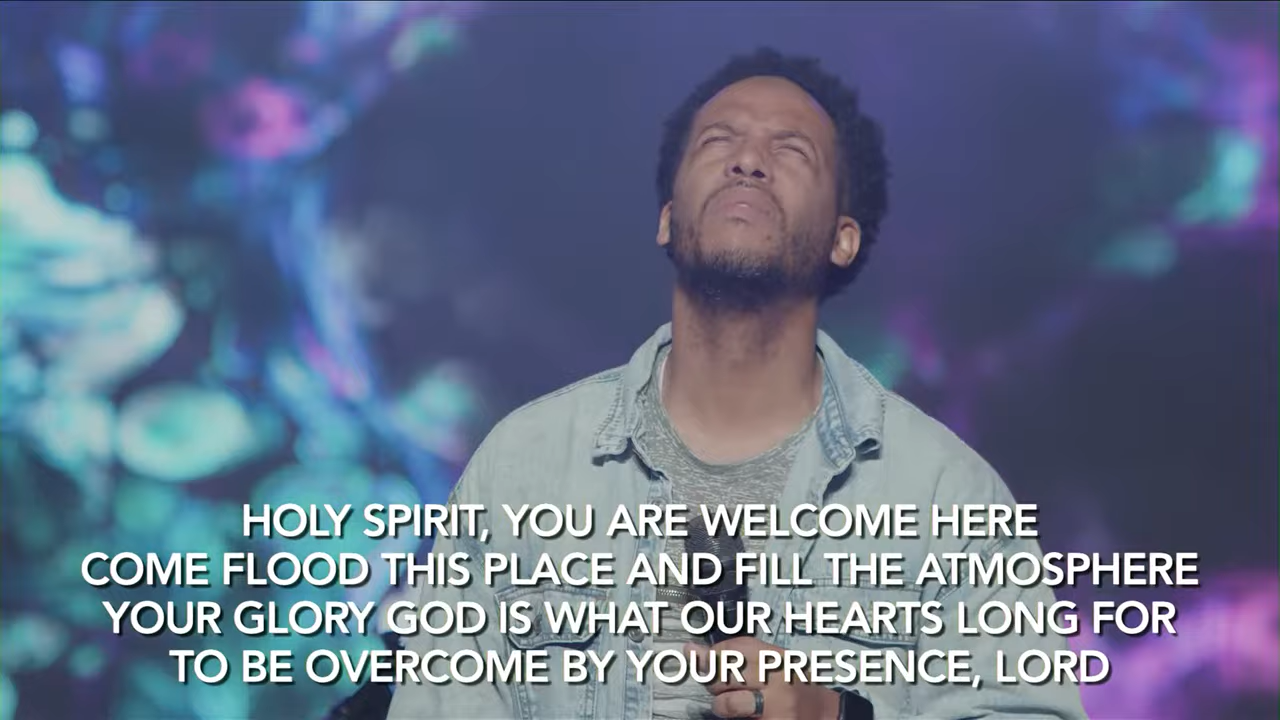 HOLY SPIRIT, YOU ARE WELCOME HERE
COME FLOOD THIS PLACE AND FILL THE ATMOSPHERE
YOUR GLORY GOD IS WHAT OUR HEARTS LONG FOR
TO BE OVERCOME BY YOUR PRESENCE, LORD